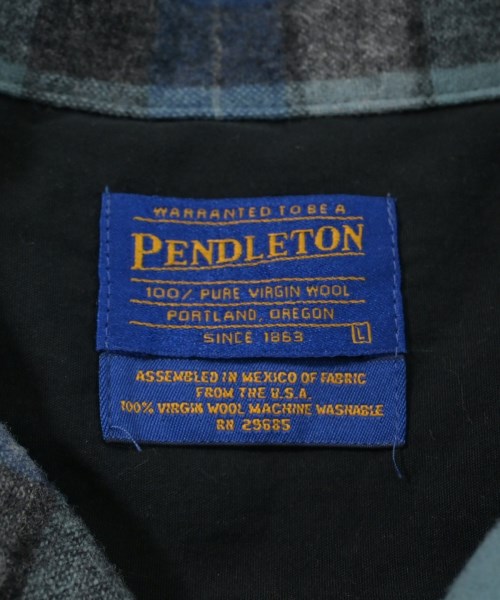 WARRANTED TO BE A
PENDLETON
100% PURE VIRGIN WOOL
PORTLAND, OREGON
SINCE 1863 L
ASSEMBLED IN MEXICO OF FABRIC
FROM THE U.S.A.
100% VIRGIN WOOL MACHINE WASHABLE
RN 29685